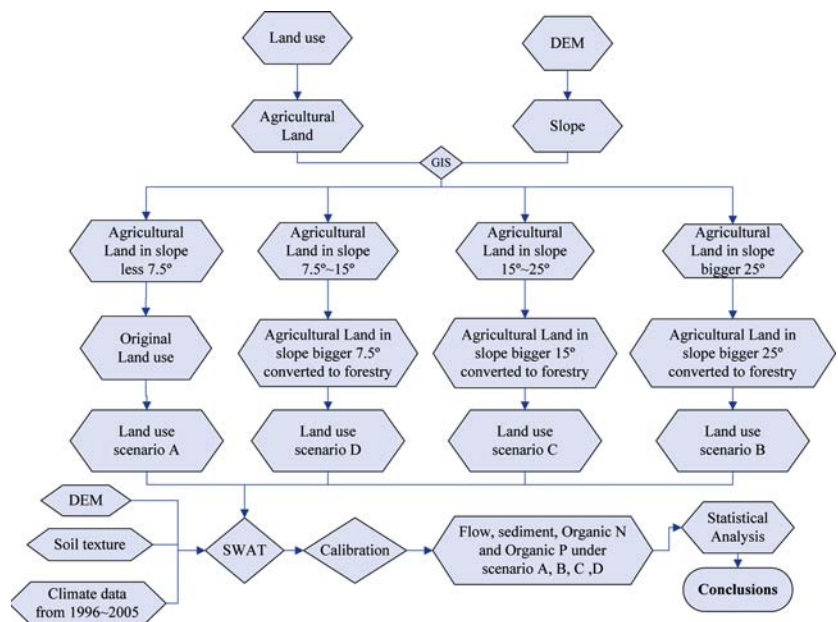 Land use
DEM
Agricultural
Land
Slope
GIS
Agricultural
Land in slope
less 7.5º
Agricultural
Land in slope
7.5º~15º
Agricultural
Land in slope
15º~25º
Agricultural
Land in slope
bigger 25º
Original
Land use
Agricultural Land in
slope bigger 7.5º
converted to forestry
Agricultural Land in
slope bigger 15º
converted to forestry
Agricultural Land in
slope bigger 25º
converted to forestry
Land use
scenario A
Land use
scenario D
Land use
scenario C
Land use
scenario B
DEM
Soil texture
Climate data
from 1996~2005
SWAT
Calibration
Flow, sediment, Organic N
and Organic P under
scenario A, B, C ,D
Statistical
Analysis
Conclusions